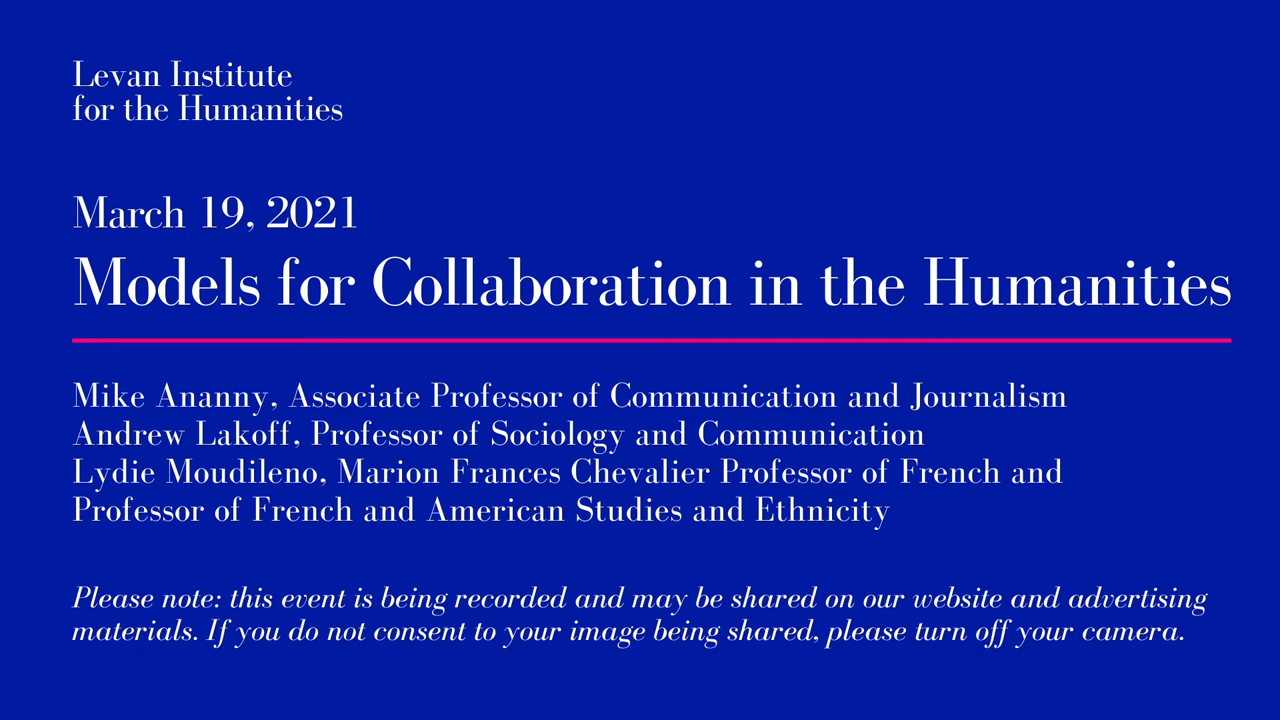 Levan Institute
for the Humanities
March 19, 2021
Models for Collaboration in the Humanities
Mike Ananny, Associate Professor of Communication and Journalism
Andrew Lakoff, Professor of Sociology and Communication
Lydie Moudileno, Marion Frances Chevalier Professor of French and
Professor of French and American Studies and Ethnicity
Please note: this event is being recorded and may be shared on our website and advertising
materials. If you do not consent to your image being shared, please turn off your camera.